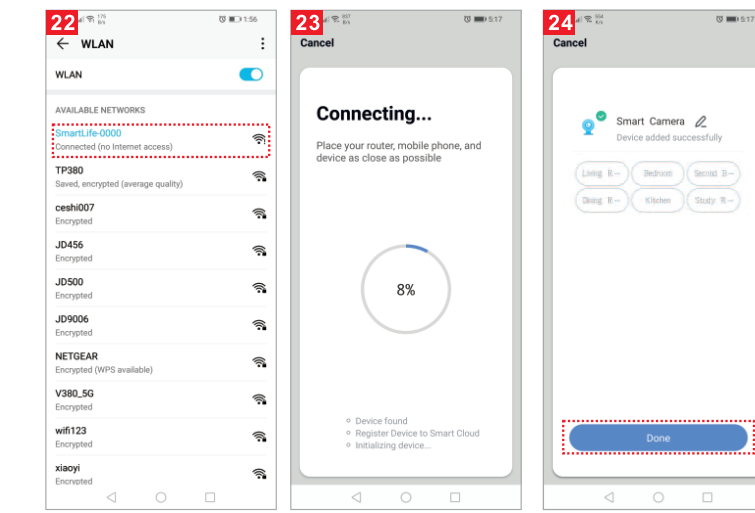 22
1:56
WLAN
WLAN
AVAILABLE NETWORKS
SmartLife-0000
Connected (no Internet access)
TP380
Saved, encrypted (average quality)
ceshi007
Encrypted
JD456
Encrypted
JD500
Encrypted
JD9006
Encrypted
NETGEAR
Encrypted (WPS available)
V380_5G
Encrypted
wifi123
Encrypted
xiaoyi
Encrypted
23
5:17
Cancel
Connecting...
Place your router, mobile phone, and
device as close as possible
8%
Device found
Register Device to Smart Cloud
Initializing device...
24
5:17
Cancel
Smart Camera
Device added successfully
Living R...
Bedroom
Second B...
Dining R...
Kitchen
Study R...
Done